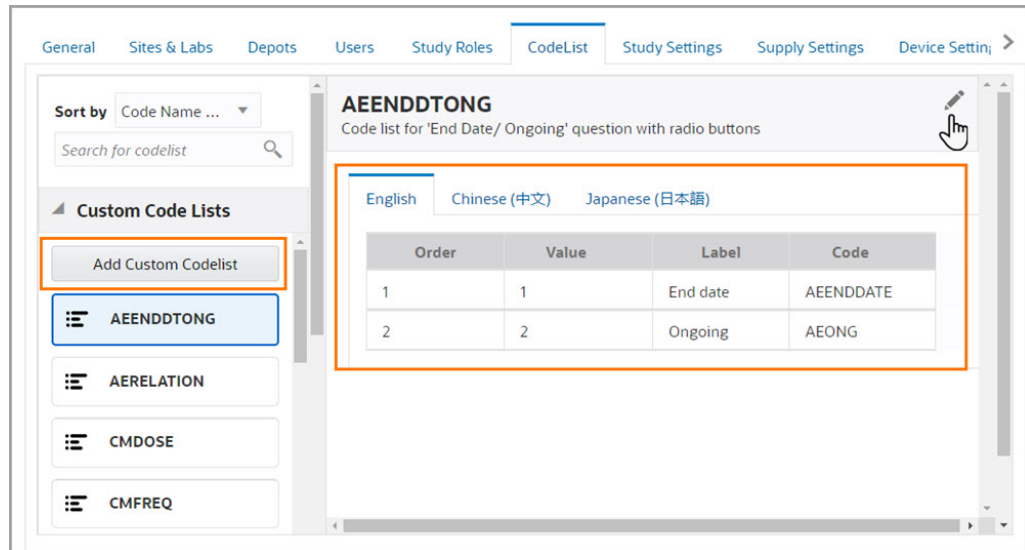 General Sites & Labs Depots Users Study Roles CodeList Study Settings Supply Settings Device
Sort by Code Name ...
Search for codelist
Custom Code Lists
Add Custom Codelist
AEENDDTONG
AERELATION
CMDOSE
CMFREQ
AEENDDTONG
Code list for 'End Date/ Ongoing' question with radio buttons
English Chinese (中文) Japanese (日本語)
Order Value Label Code
1 1 End date AEENDDATE
2 2 Ongoing AEONG